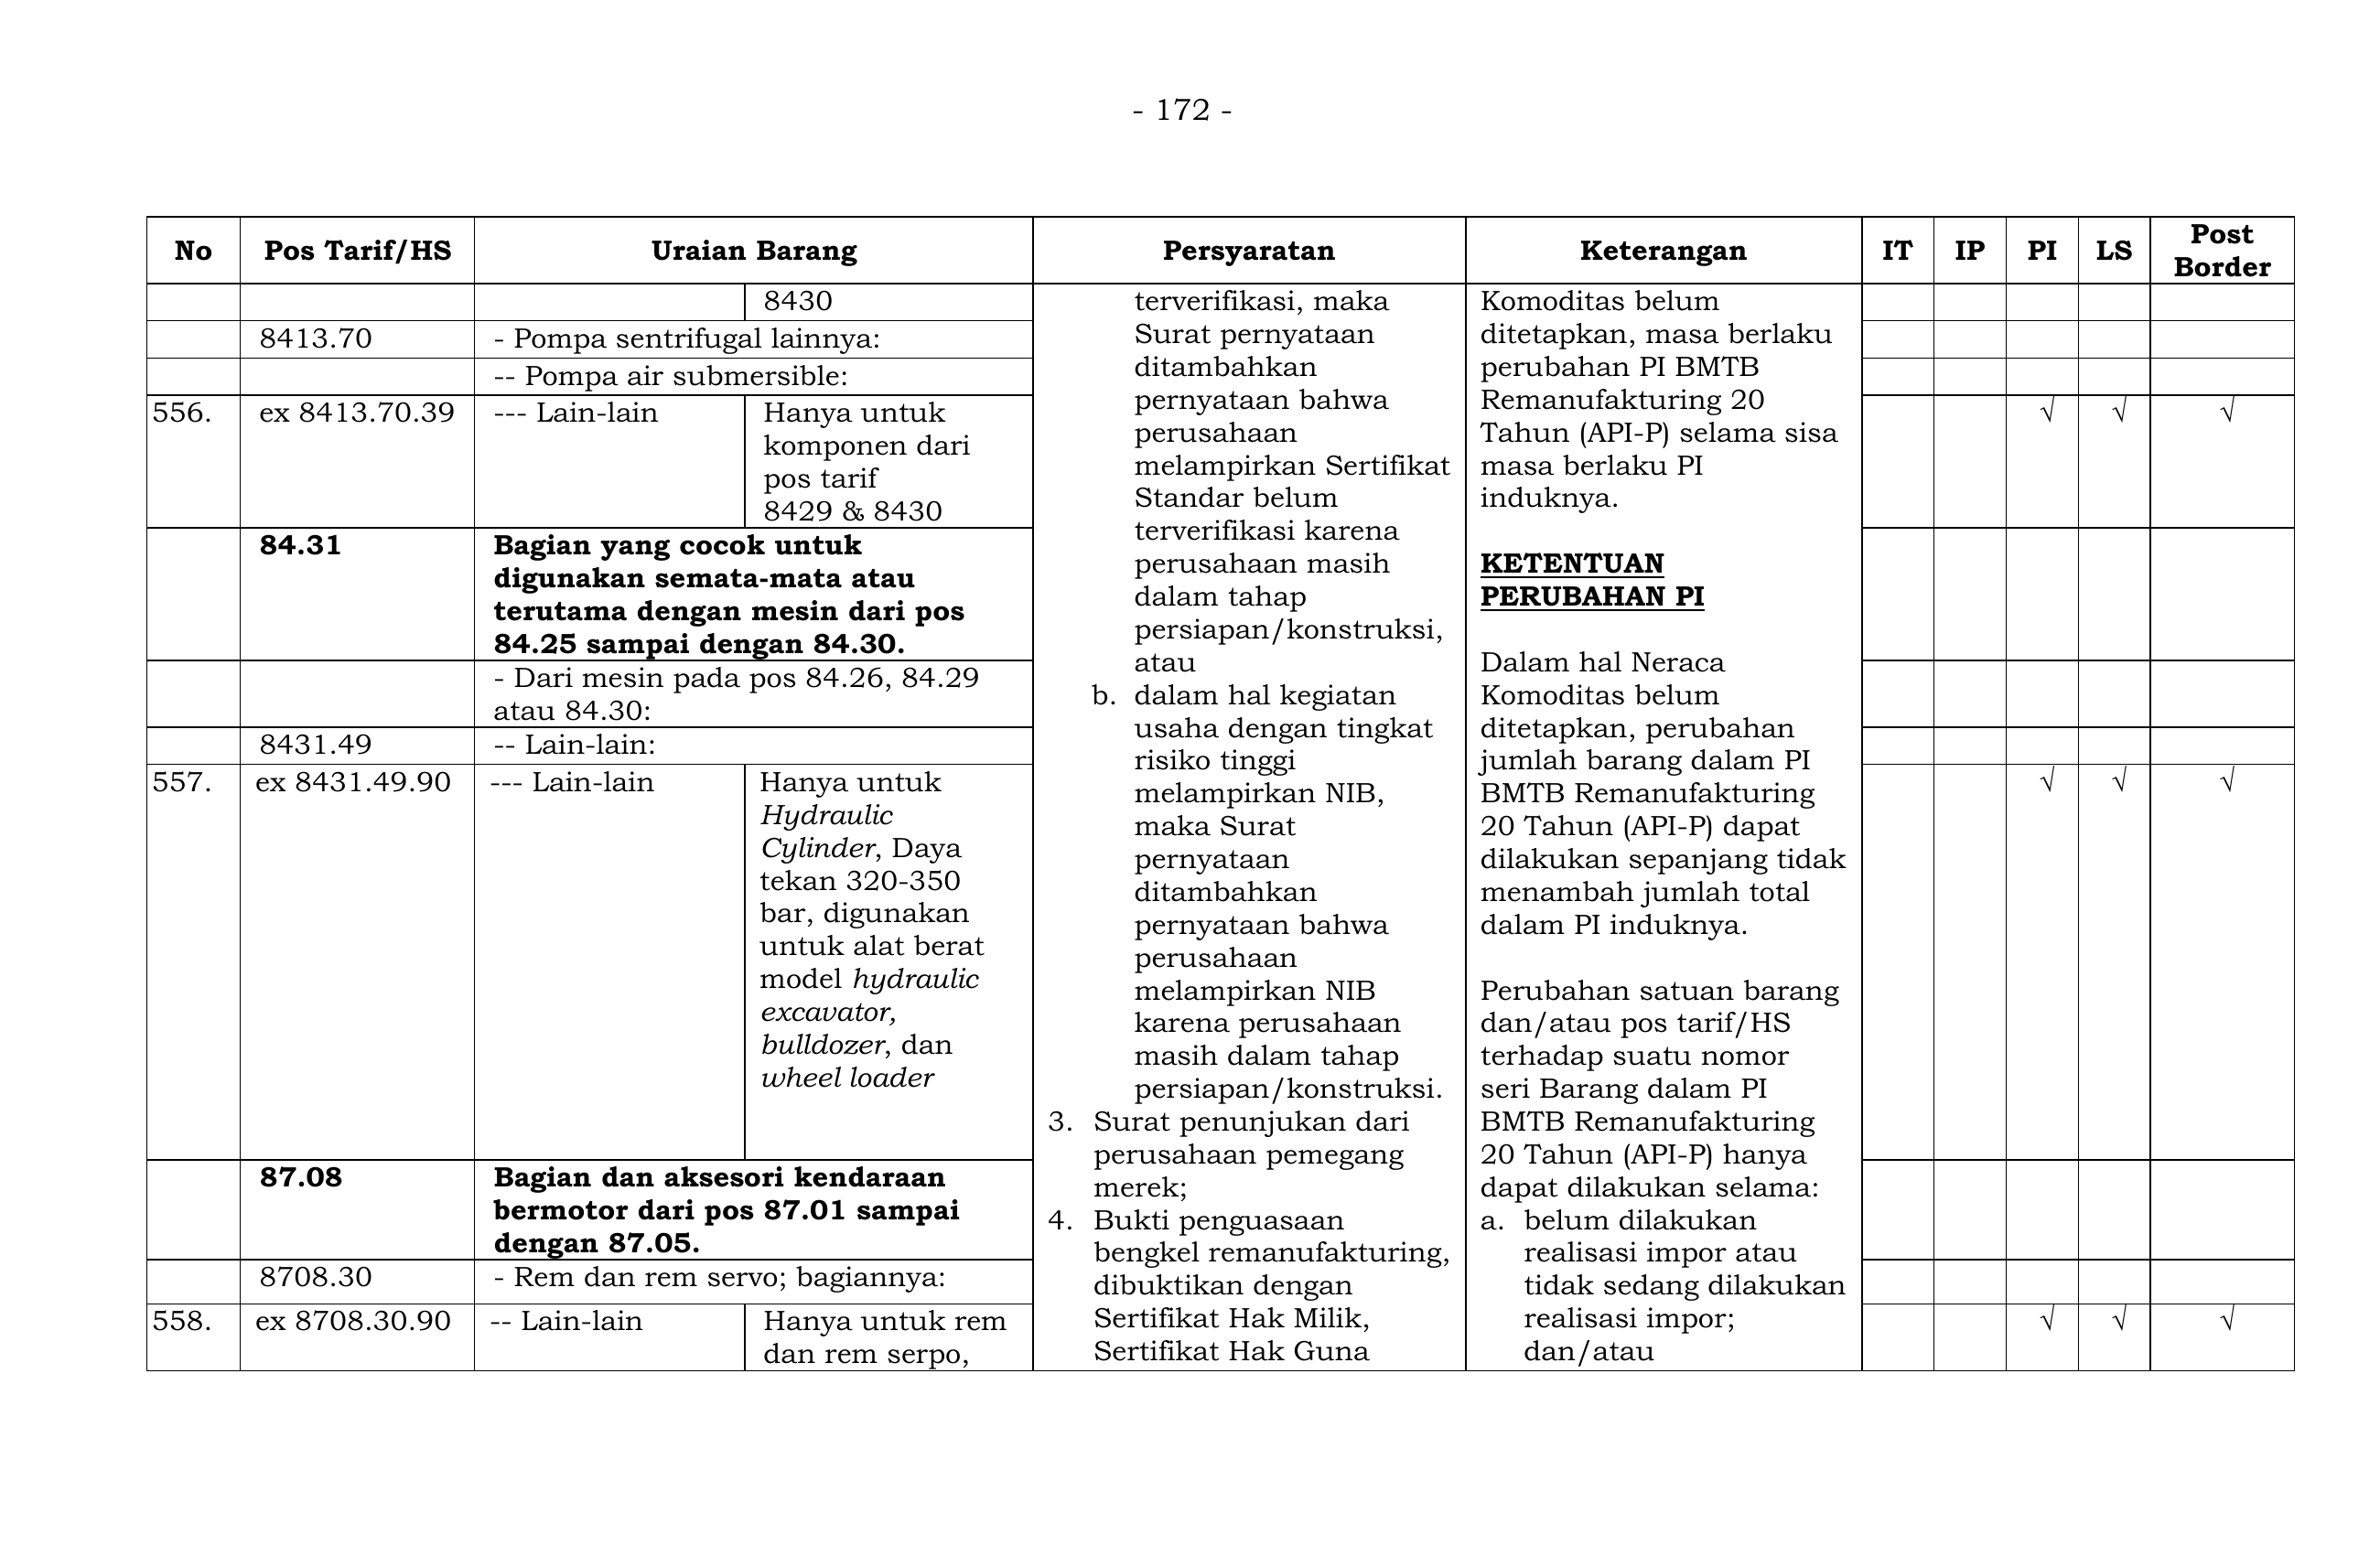 - 172 -
No Pos Tarif/HS Uraian Barang Persyaratan Keterangan IT IP PI LS Post Border
8430
8413.70 - Pompa sentrifugal lainnya:
-- Pompa air submersible:
556. ex 8413.70.39 --- Lain-lain Hanya untuk
komponen dari
pos tarif
8429 & 8430
√ √ √
84.31 Bagian yang cocok untuk
digunakan semata-mata atau
terutama dengan mesin dari pos
84.25 sampai dengan 84.30.
- Dari mesin pada pos 84.26, 84.29
atau 84.30:
8431.49 -- Lain-lain:
557. ex 8431.49.90 --- Lain-lain Hanya untuk
Hydraulic
Cylinder, Daya
tekan 320-350
bar, digunakan
untuk alat berat
model hydraulic
excavator,
bulldozer, dan
wheel loader
√ √ √
87.08 Bagian dan aksesori kendaraan
bermotor dari pos 87.01 sampai
dengan 87.05.
8708.30 - Rem dan rem servo; bagiannya:
558. ex 8708.30.90 -- Lain-lain Hanya untuk rem
dan rem serpo,
√ √ √
terverifikasi, maka
Surat pernyataan
ditambahkan
pernyataan bahwa
perusahaan
melampirkan Sertifikat
Standar belum
terverifikasi karena
perusahaan masih
dalam tahap
persiapan/konstruksi,
atau
b. dalam hal kegiatan
usaha dengan tingkat
risiko tinggi
melampirkan NIB,
maka Surat
pernyataan
ditambahkan
pernyataan bahwa
perusahaan
melampirkan NIB
karena perusahaan
masih dalam tahap
persiapan/konstruksi.
3. Surat penunjukan dari
perusahaan pemegang
merek;
4. Bukti penguasaan
bengkel remanufakturing,
dibuktikan dengan
Sertifikat Hak Milik,
Sertifikat Hak Guna
Komoditas belum
ditetapkan, masa berlaku
perubahan PI BMTB
Remanufakturing 20
Tahun (API-P) selama sisa
masa berlaku PI
induknya.
KETENTUAN
PERUBAHAN PI
Dalam hal Neraca
Komoditas belum
ditetapkan, perubahan
jumlah barang dalam PI
BMTB Remanufakturing
20 Tahun (API-P) dapat
dilakukan sepanjang tidak
menambah jumlah total
dalam PI induknya.
Perubahan satuan barang
dan/atau pos tarif/HS
terhadap suatu nomor
seri Barang dalam PI
BMTB Remanufakturing
20 Tahun (API-P) hanya
dapat dilakukan selama:
a. belum dilakukan
realisasi impor atau
tidak sedang dilakukan
realisasi impor;
dan/atau